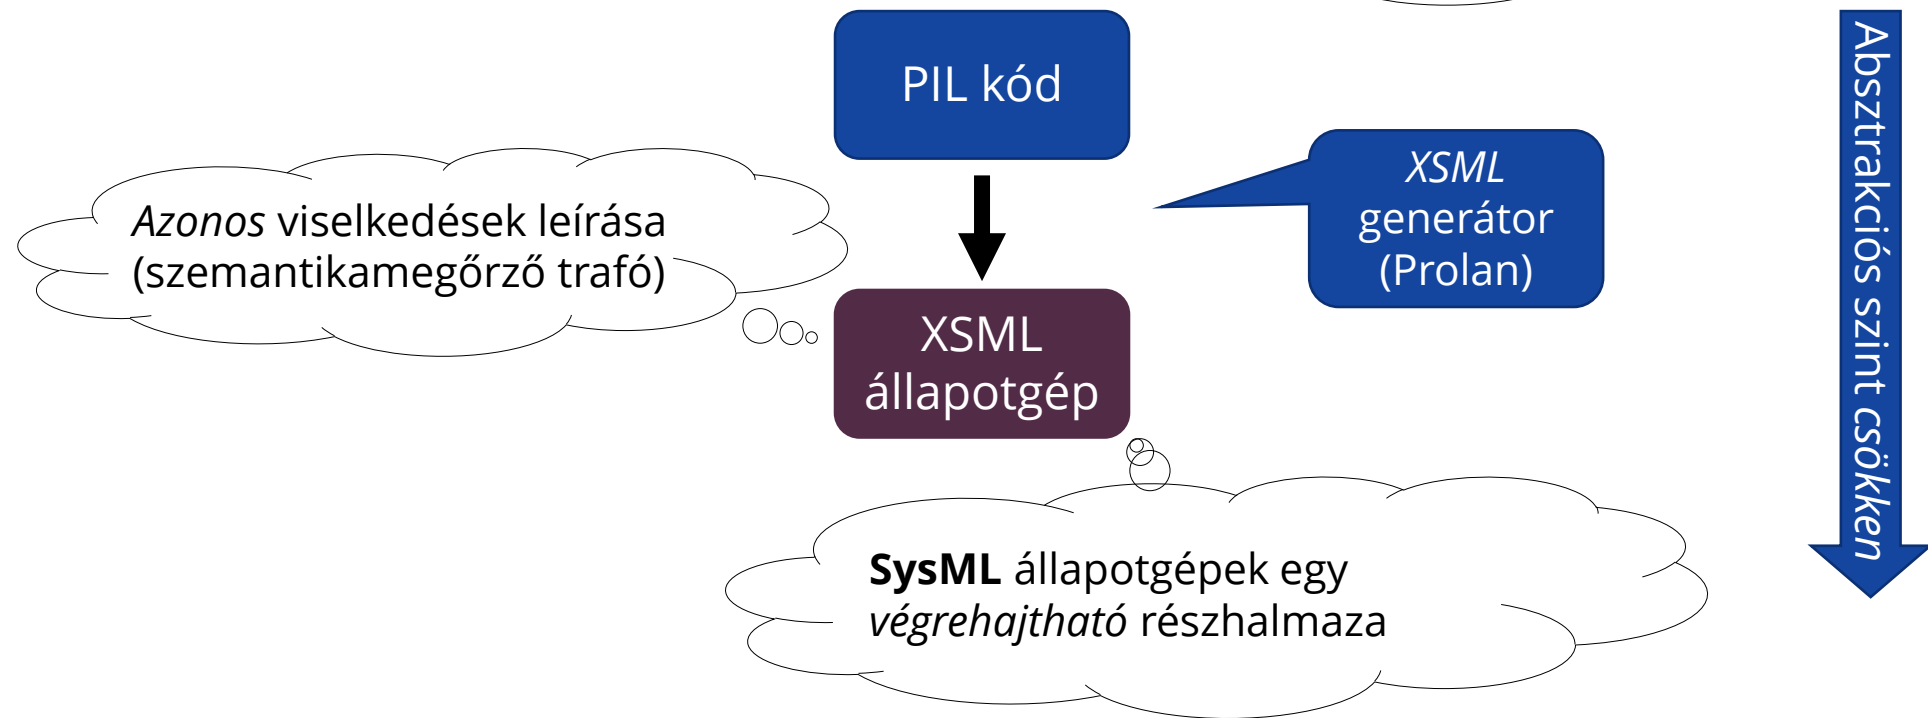 PIL kód
XSML
generátor
(Prolan)
Azonos viselkedések leírása
(szemantikamegőrző trafó)
XSML
állapotgép
SysML állapotgépek egy
végrehajtható részhalmaza
Absztrakciós szint csökken